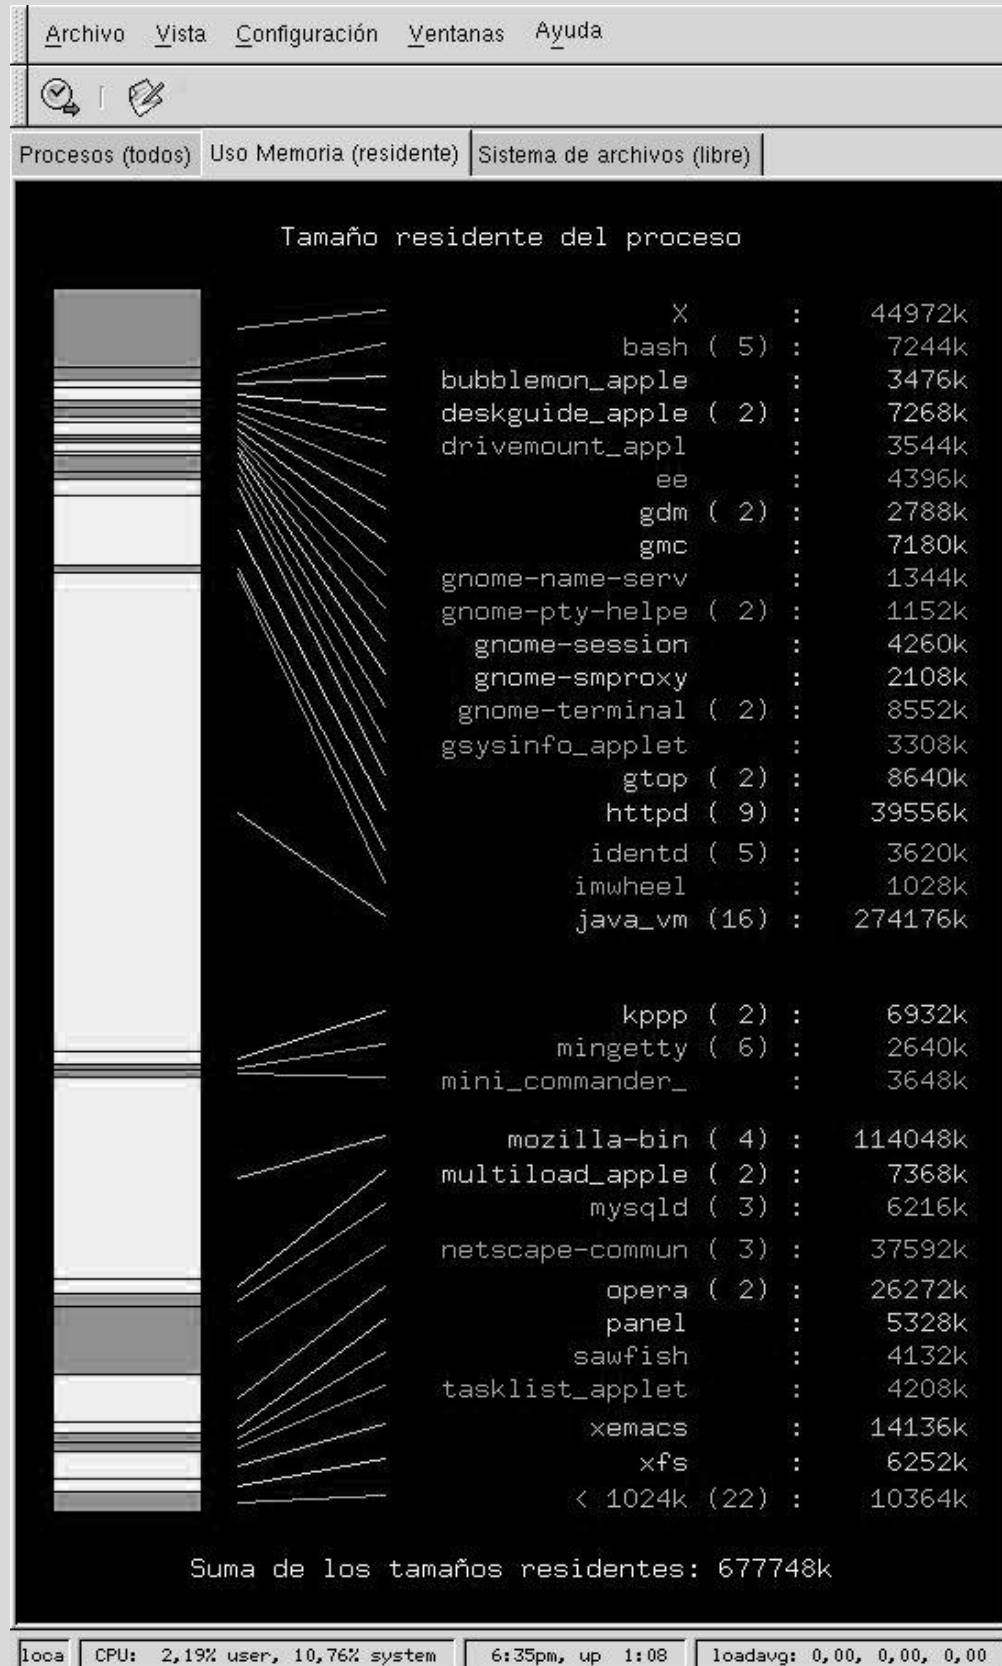 Archivo Vista Configuración Ventanas Ayuda
Procesos (todos) Uso Memoria (residente) Sistema de archivos (libre)
Tamaño residente del proceso
X : 44972k
bash ( 5) : 7244k
bubblemon_apple : 3476k
deskguide_apple ( 2) : 7268k
drivemount_appl : 3544k
ee : 4396k
gdm ( 2) : 2788k
gmc : 7180k
gnome-name-serv : 1344k
gnome-pty-helpe ( 2) : 1152k
gnome-session : 4260k
gnome-smproxy : 2108k
gnome-terminal ( 2) : 8552k
gsysinfo_applet : 3308k
gtop ( 2) : 8640k
httpd ( 9) : 39556k
identd ( 5) : 3620k
imwheel : 1028k
java_vm (16) : 274176k
kppp ( 2) : 6932k
mingetty ( 6) : 2640k
mini_commander_ : 3648k
mozilla-bin ( 4) : 114048k
multiload_apple ( 2) : 7368k
mysqld ( 3) : 6216k
netscape-commun ( 3) : 37592k
opera ( 2) : 26272k
panel : 5328k
sawfish : 4132k
tasklist_applet : 4208k
xemacs : 14136k
xfs : 6252k
< 1024k (22) : 10364k
Suma de los tamaños residentes: 677748k
loca CPU: 2,19% user, 10,76% system 6:35pm, up 1:08 loadavg: 0,00, 0,00, 0,00